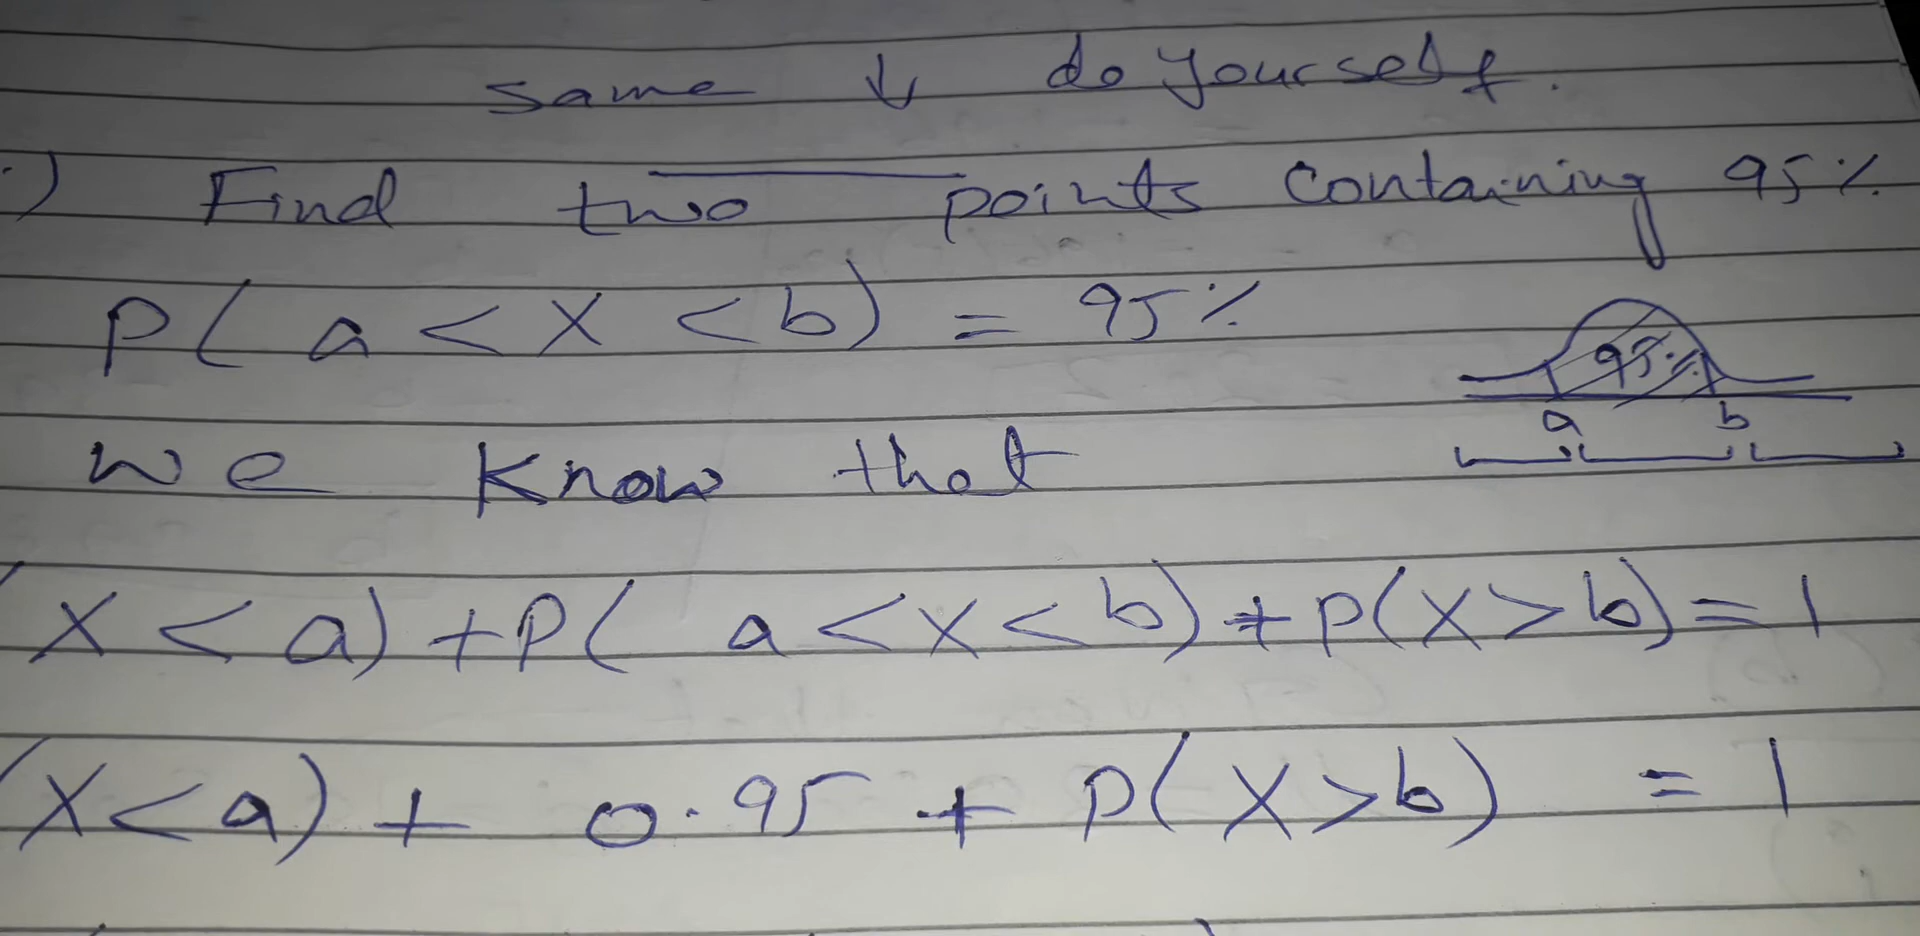 same ↓ do yourself.
) Find two points containing 95%
P( a < X < b) = 95%
95%
a b
we know that
(X < a) + P( a < X < b) + P(X > b) = 1
(X < a) + 0.95 + P( X > b) = 1